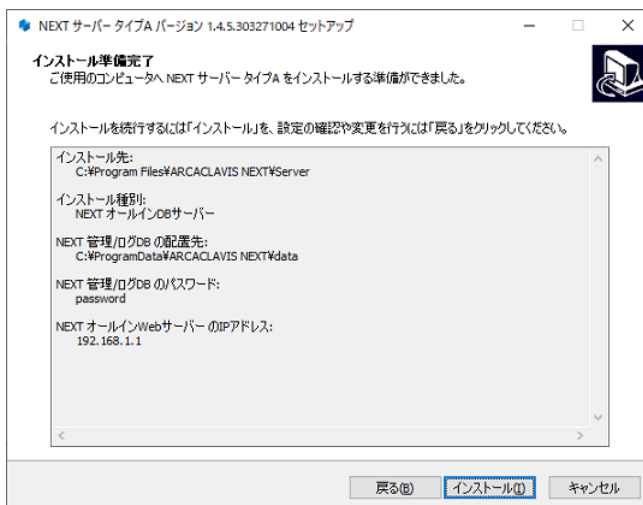 NEXT サーバー タイプA バージョン 1.4.5.303271004 セットアップ
インストール準備完了
ご使用のコンピュータへ NEXT サーバー タイプA をインストールする準備ができました。
インストールを続行するには「インストール」を、設定の確認や変更を行うには「戻る」をクリックしてください。
インストール先:
C:¥Program Files¥ARCACLAVIS NEXT¥Server
インストール種別:
NEXT オールインDBサーバー
NEXT 管理/ログDB の配置先:
C:¥ProgramData¥ARCACLAVIS NEXT¥data
NEXT 管理/ログDB のパスワード:
password
NEXT オールインWebサーバー のIPアドレス:
192.168.1.1
戻る(B) インストール(I) キャンセル